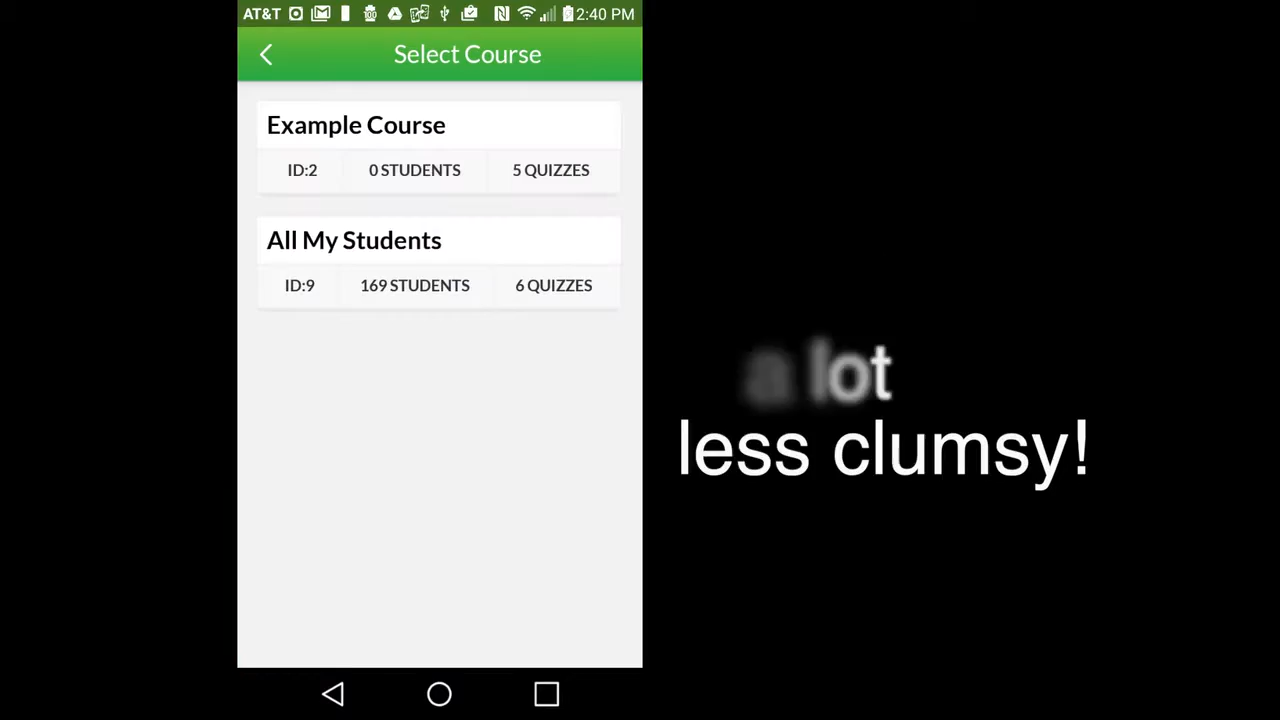 AT&T 2:40 PM
Select Course
Example Course
ID:2 0 STUDENTS 5 QUIZZES
All My Students
ID:9 169 STUDENTS 6 QUIZZES
a lot
less clumsy!